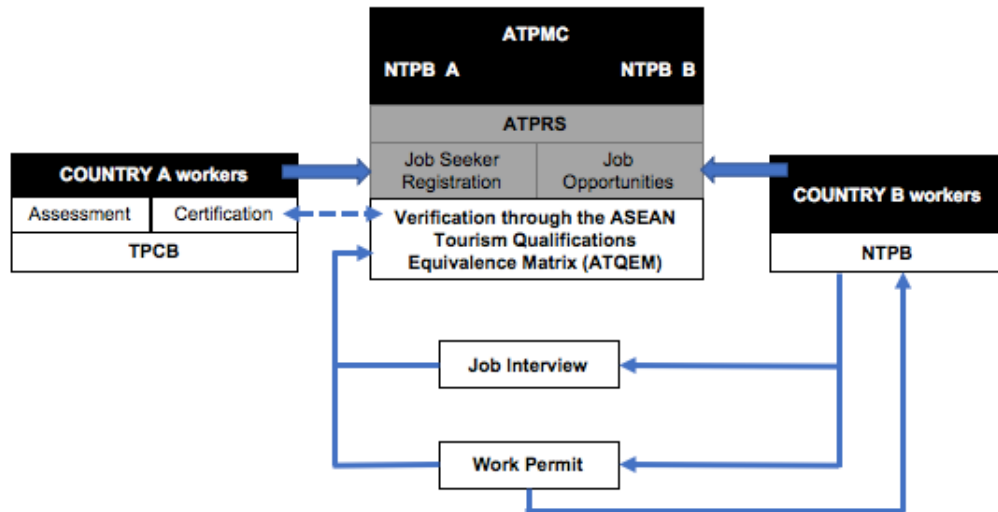 ATPMC
NTPB A
NTPB B
ATPRS
Job Seeker
Registration
Job
Opportunities
COUNTRY A workers
Assessment
Certification
TPCB
Verification through the ASEAN
Tourism Qualifications
Equivalence Matrix (ATQEM)
COUNTRY B workers
NTPB
Job Interview
Work Permit